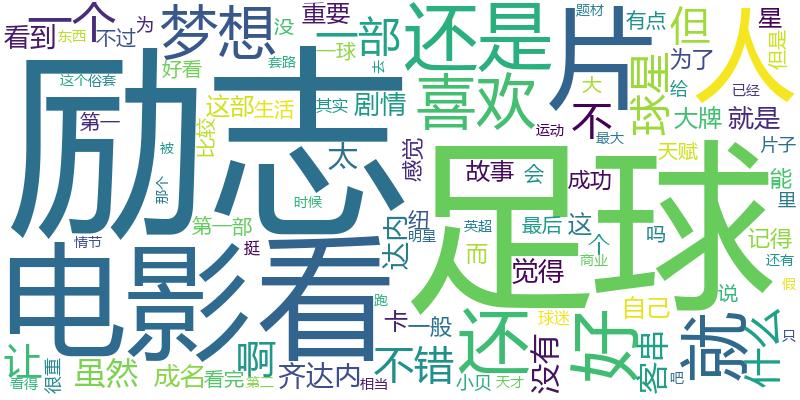 一个
梦想
一部
还是
片
人
看到
不过
为
没
重要
但
题材
有点
星
东西
好看
套路
一球
去
喜欢
球星
为了
但是
这个
俗套
励志
足球
第一
这部
生活
其实
剧情
不
大
给
已经
大牌
就是
比较
被
那个
太
感觉
运动
最大
天赋
片子
故事
会
成功
能
里
时候
第一部
达内
纽
明星
英超
最后
这
个
吗
记得
情节
挺
而
觉得
商业
还有
电影
看
跑
说
假
卡
一般
还
好
自己
球迷
就
什么
只
让
虽然
啊
不错
没有
客串
吧
看得
很重
成名
看完
第二
齐达内
相当
小贝
天才